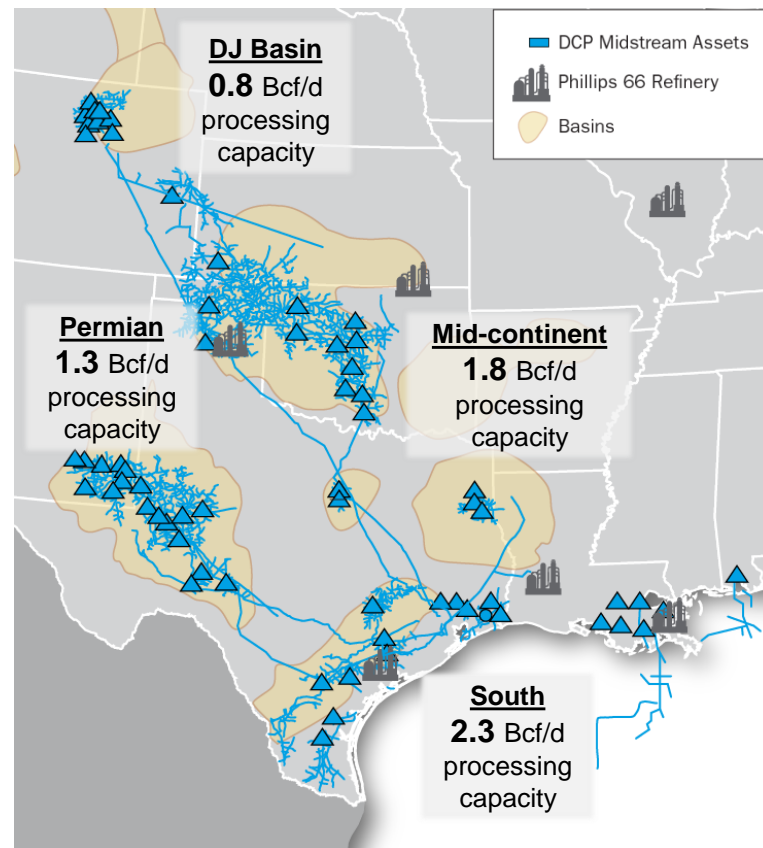 DJ Basin
0.8 Bcf/d
processing
capacity
DCP Midstream Assets
Phillips 66 Refinery
Basins
Permian
1.3 Bcf/d
processing
capacity
Mid-continent
1.8 Bcf/d
processing
capacity
South
2.3 Bcf/d
processing
capacity